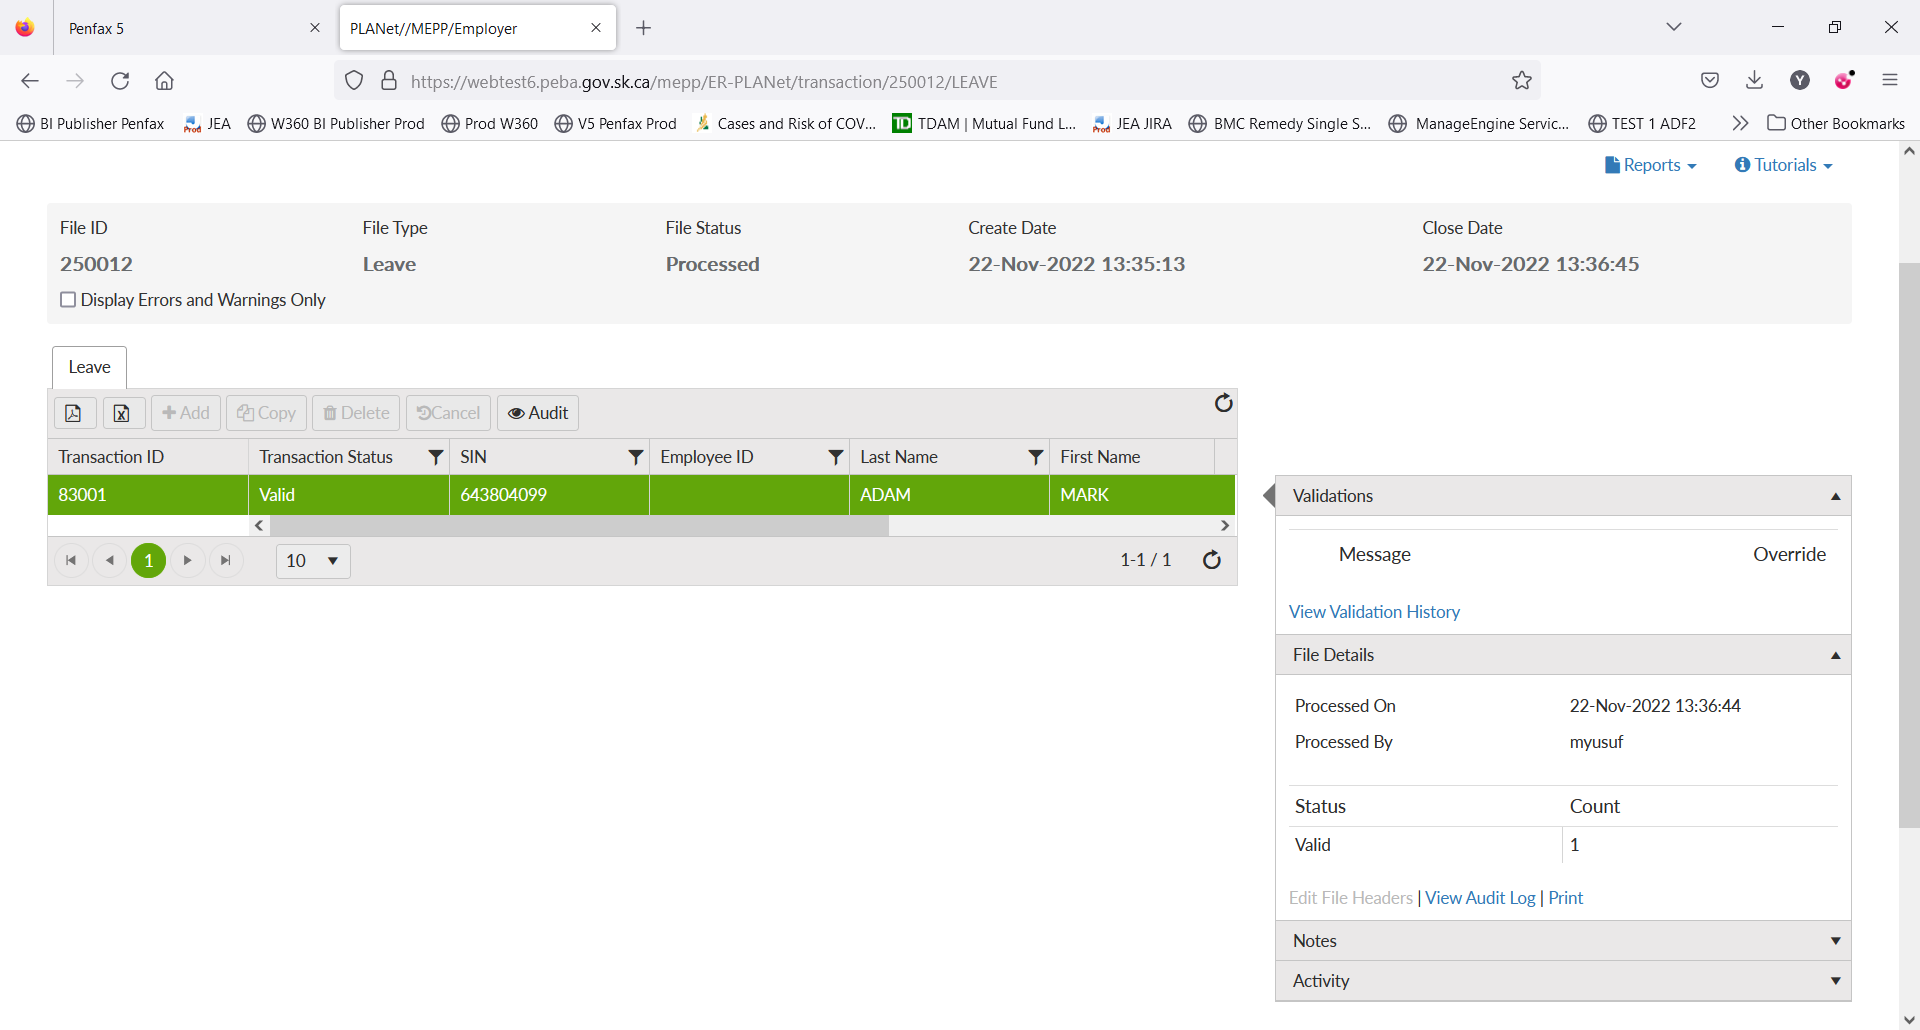 Penfax 5
PLANet//MEPP/Employer
https://webtest6.peba.gov.sk.ca/mepp/ER-PLANet/transaction/250012/LEAVE
Y
BI Publisher Penfax
Prod JEA
W360 BI Publisher Prod
Prod W360
V5 Penfax Prod
Cases and Risk of COV...
TD TDAM | Mutual Fund L...
Prod JEA JIRA
BMC Remedy Single S...
ManageEngine Servic...
TEST 1 ADF2
Other Bookmarks
Reports
Tutorials
File ID File Type File Status Create Date Close Date
250012 Leave Processed 22-Nov-2022 13:35:13 22-Nov-2022 13:36:45
Display Errors and Warnings Only
Leave
Add Copy Delete Cancel Audit
Transaction ID Transaction Status SIN Employee ID Last Name First Name
83001 Valid 643804099 ADAM MARK
1 10 1-1 / 1
Validations
Message Override
View Validation History
File Details
Processed On 22-Nov-2022 13:36:44
Processed By myusuf
Status Count
Valid 1
Edit File Headers | View Audit Log | Print
Notes
Activity